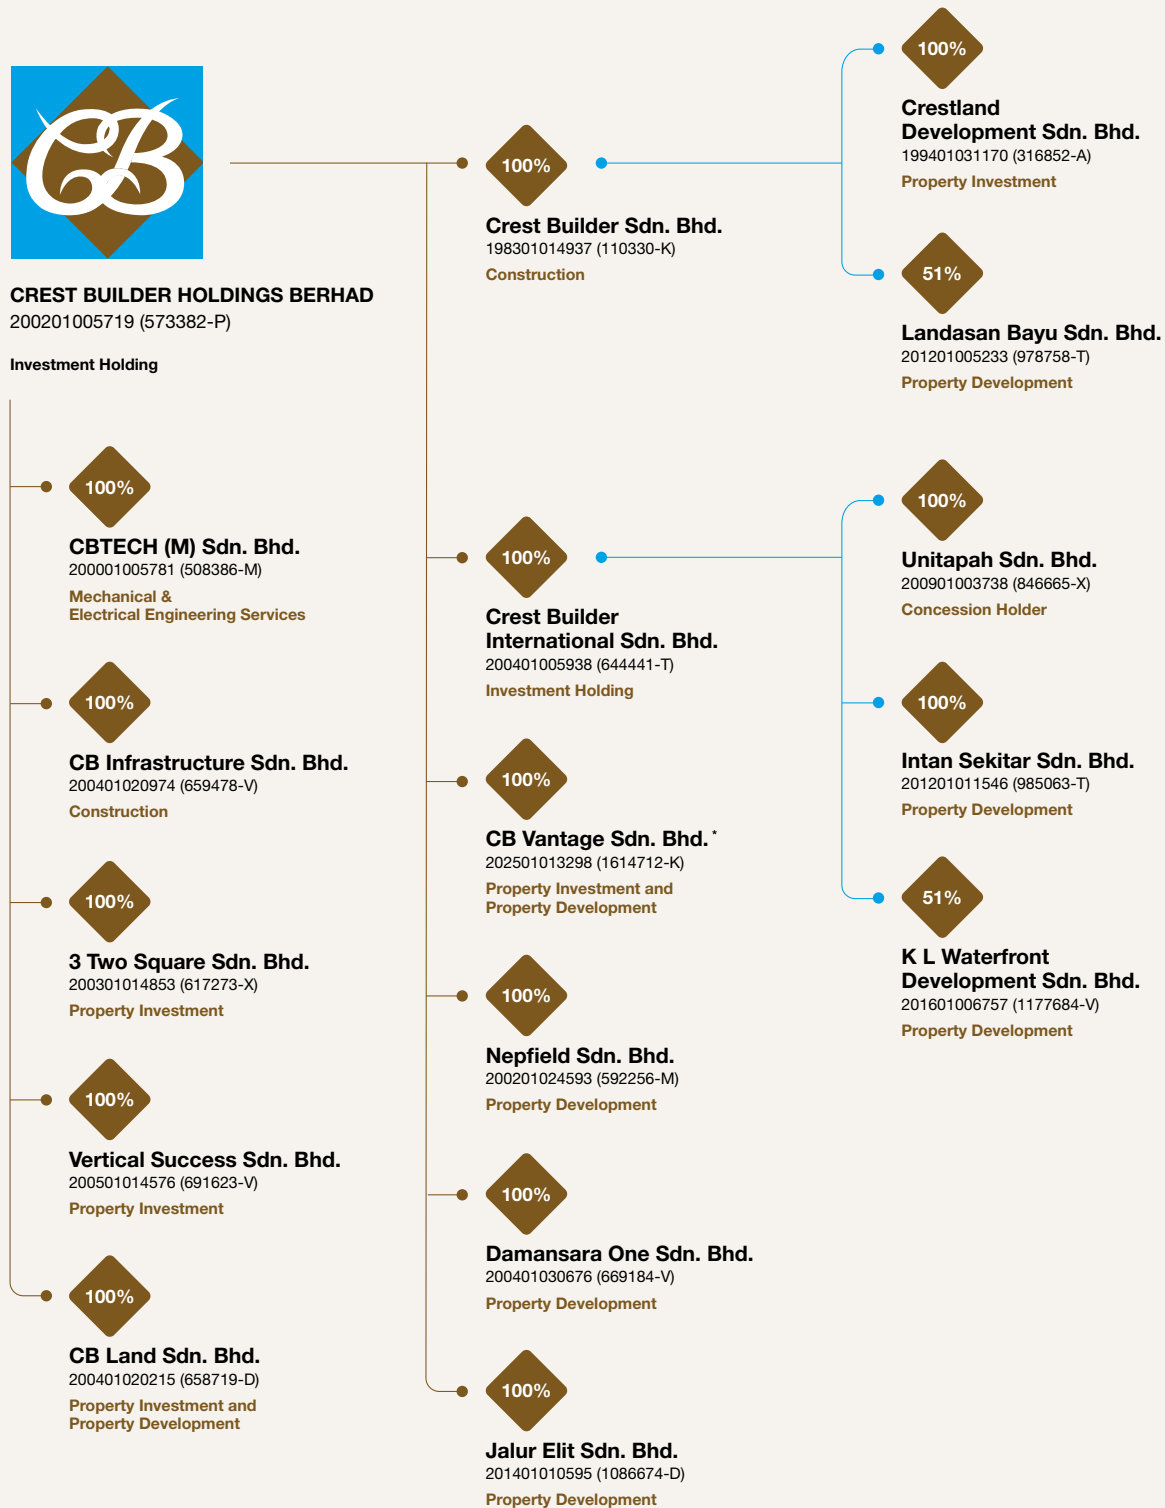 CB
CREST BUILDER HOLDINGS BERHAD
200201005719 (573382-P)
Investment Holding
100%
CBTECH (M) Sdn. Bhd.
200001005781 (508386-M)
Mechanical &
Electrical Engineering Services
100%
CB Infrastructure Sdn. Bhd.
200401020974 (659478-V)
Construction
100%
3 Two Square Sdn. Bhd.
200301014853 (617273-X)
Property Investment
100%
Vertical Success Sdn. Bhd.
200501014576 (691623-V)
Property Investment
100%
CB Land Sdn. Bhd.
200401020215 (658719-D)
Property Investment and
Property Development
100%
Crest Builder Sdn. Bhd.
198301014937 (110330-K)
Construction
100%
Crest Builder
International Sdn. Bhd.
200401005938 (644441-T)
Investment Holding
100%
CB Vantage Sdn. Bhd. *
202501013298 (1614712-K)
Property Investment and
Property Development
100%
Nepfield Sdn. Bhd.
200201024593 (592256-M)
Property Development
100%
Damansara One Sdn. Bhd.
200401030676 (669184-V)
Property Development
100%
Jalur Elit Sdn. Bhd.
201401010595 (1086674-D)
Property Development
100%
Crestland
Development Sdn. Bhd.
199401031170 (316852-A)
Property Investment
51%
Landasan Bayu Sdn. Bhd.
201201005233 (978758-T)
Property Development
100%
Unitapah Sdn. Bhd.
200901003738 (846665-X)
Concession Holder
100%
Intan Sekitar Sdn. Bhd.
201201011546 (985063-T)
Property Development
51%
K L Waterfront
Development Sdn. Bhd.
201601006757 (1177684-V)
Property Development